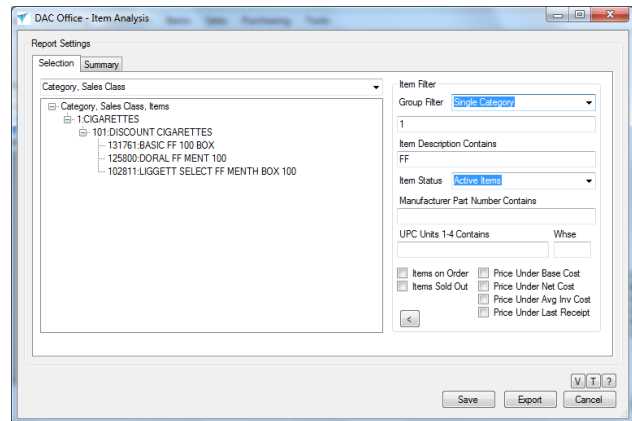 DAC Office - Item Analysis
Items Sales Purchasing Tools
Report Settings
Selection Summary
Category, Sales Class
Category, Sales Class, Items
1:CIGARETTES
101:DISCOUNT CIGARETTES
131761:BASIC FF 100 BOX
125800:DORAL FF MENT 100
102811:LIGGETT SELECT FF MENTH BOX 100
Item Filter
Group Filter Single Category
1
Item Description Contains
FF
Item Status Active Items
Manufacturer Part Number Contains
UPC Units 1-4 Contains Whse
Items on Order Price Under Base Cost
Items Sold Out Price Under Net Cost
Price Under Avg Inv Cost
Price Under Last Receipt
<
V T ?
Save Export Cancel